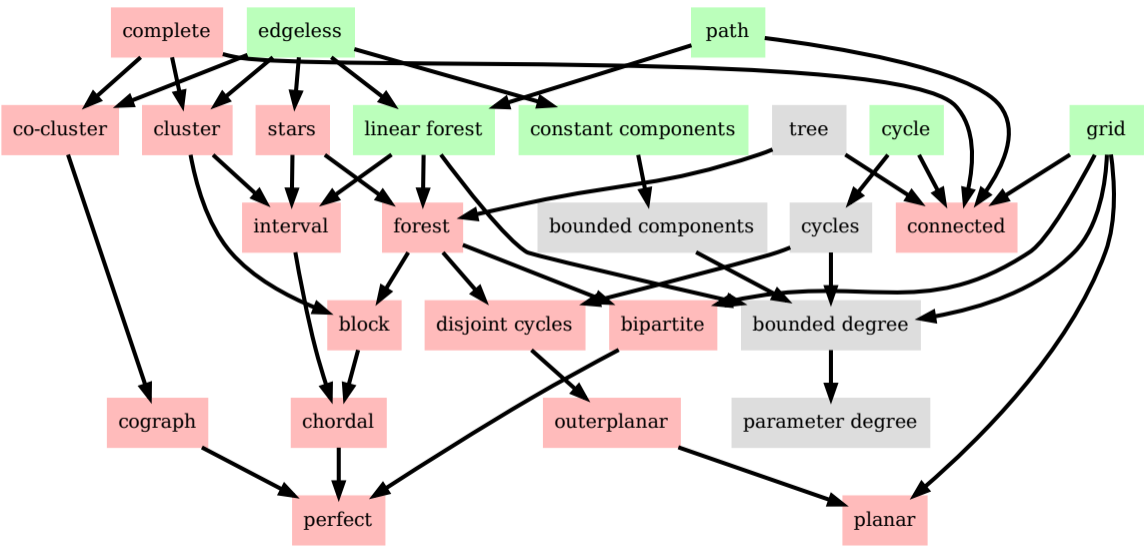 complete
edgeless
path
co-cluster
cluster
stars
linear forest
constant components
tree
cycle
grid
interval
forest
bounded components
cycles
connected
block
disjoint cycles
bipartite
bounded degree
cograph
chordal
outerplanar
parameter degree
perfect
planar